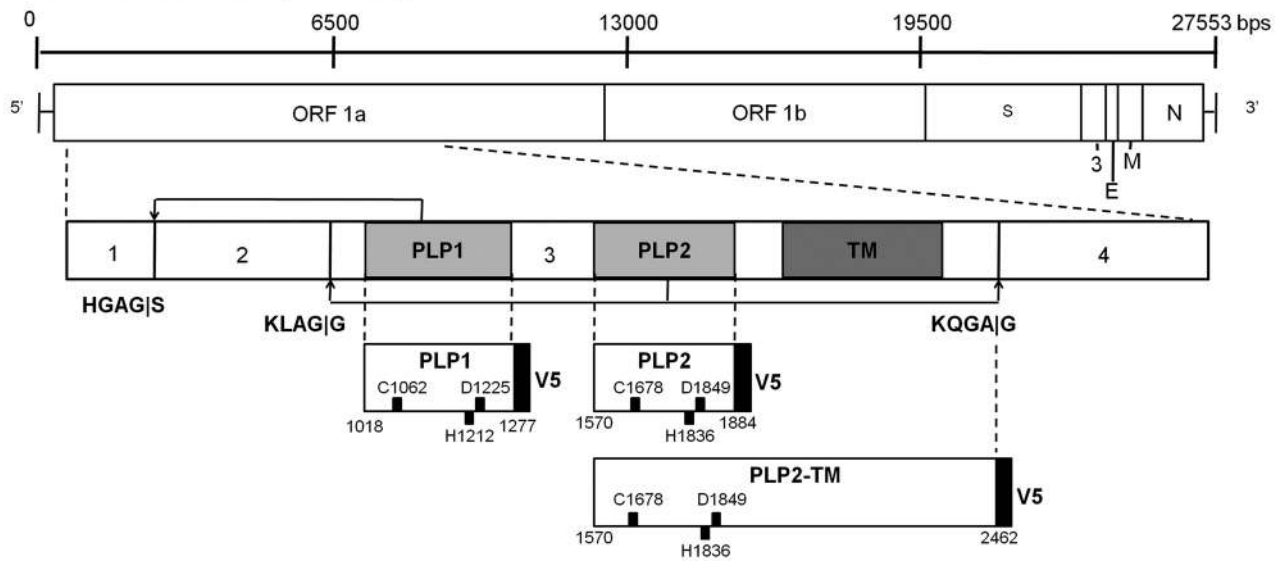 0 6500 13000 19500 27553 bps
5' ORF 1a ORF 1b S N 3'
3 M
E
1 2 PLP1 3 PLP2 TM 4
HGAG|S
KLAG|G KQGA|G
PLP1 PLP2
C1062 D1225 V5 C1678 D1849 V5
1018 1277 1570 1884
H1212 H1836
PLP2-TM
C1678 D1849 V5
1570 2462
H1836